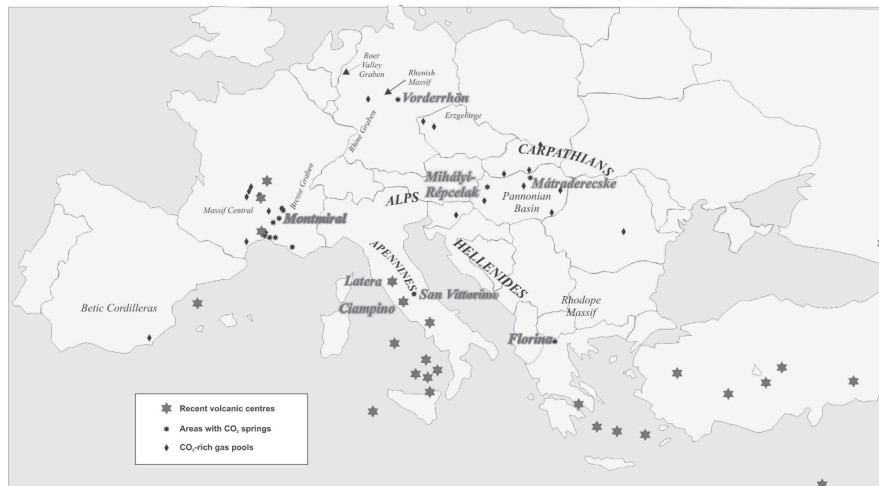 Roer
Valley
Graben
Rhenish
Massif
Vorderrhön
Erzgebirge
Rhine Graben
CARPATHIANS
Mihályi-
Répcelak
Mátraderecske
Pannonian
Basin
ALPS
Bresse Graben
Massif Central
Montmiral
APENNINES
HELLENIDES
Latera
San Vittorino
Ciampino
Rhodope
Massif
Betic Cordilleras
Florina
Recent volcanic centres
Areas with CO₂ springs
CO₂-rich gas pools